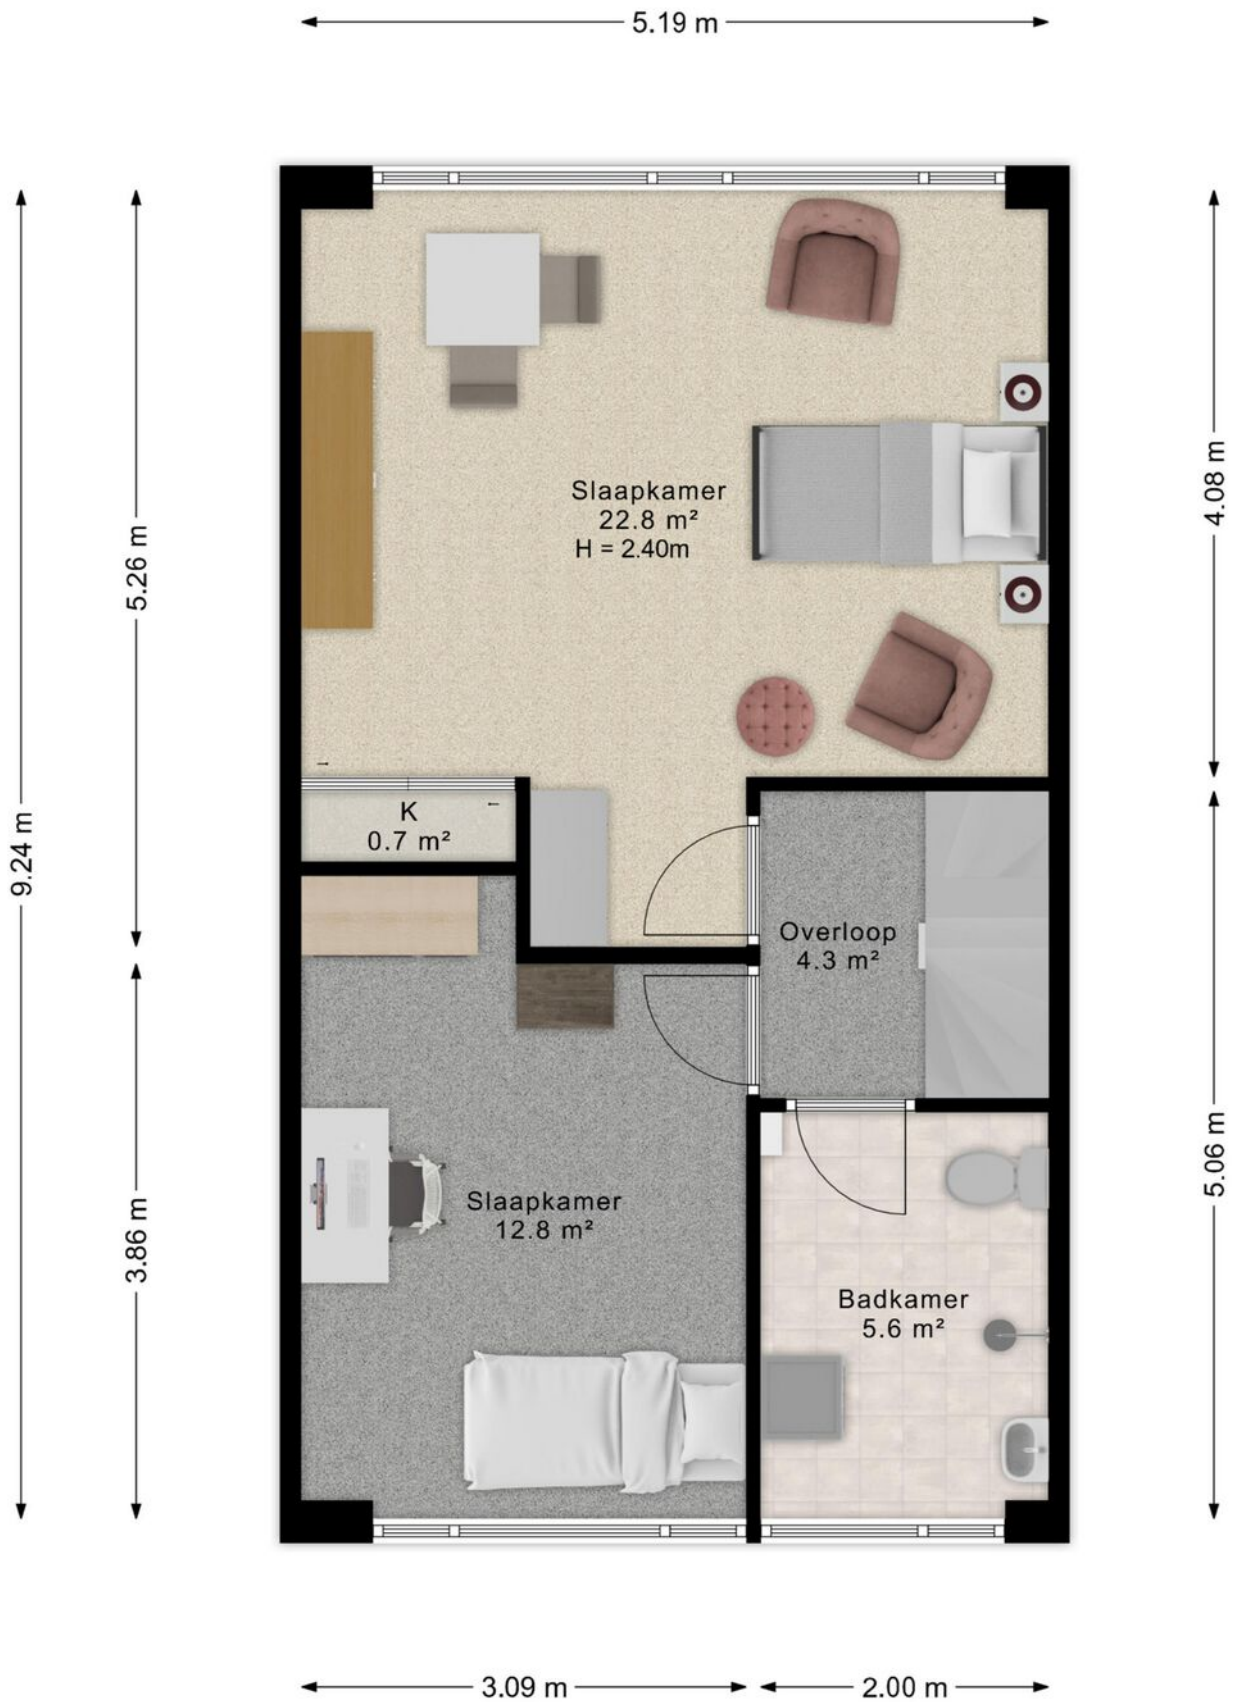 5.19 m
Slaapkamer
22.8 m²
H = 2.40m
4.08 m
5.26 m
K
0.7 m²
9.24 m
Overloop
4.3 m²
5.06 m
3.86 m
Slaapkamer
12.8 m²
Badkamer
5.6 m²
3.09 m
2.00 m